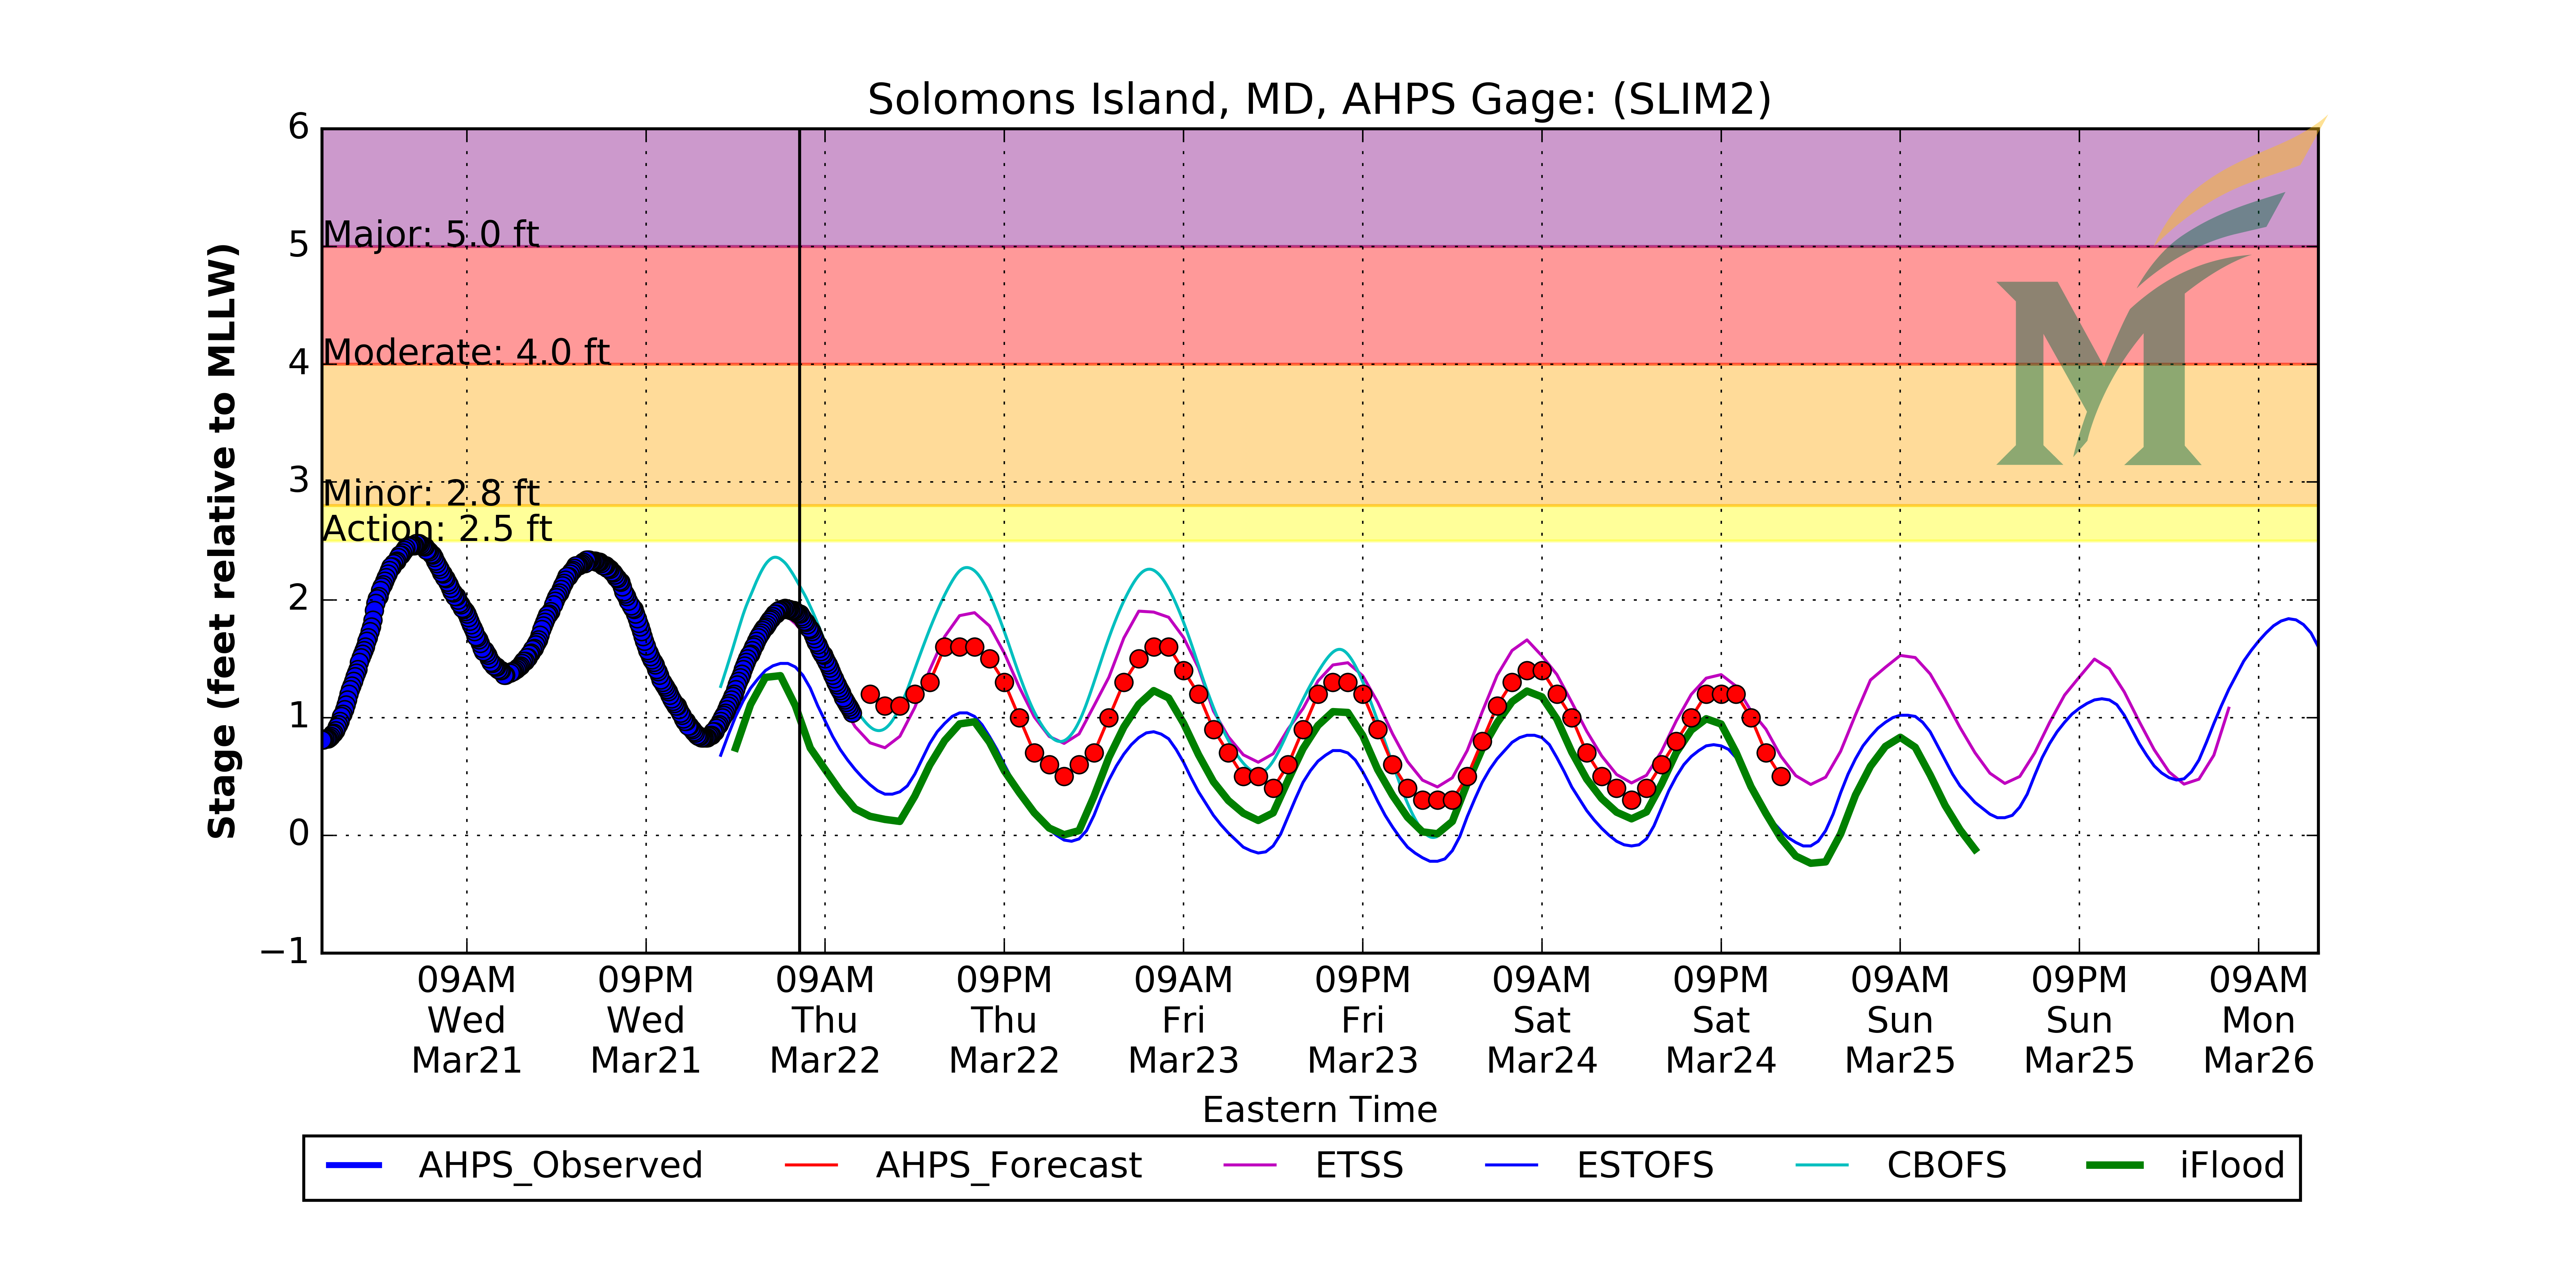 Solomons Island, MD, AHPS Gage: (SLIM2)
Stage (feet relative to MLLW)
6
5
4
3
2
1
0
−1
Major: 5.0 ft
Moderate: 4.0 ft
Minor: 2.8 ft
Action: 2.5 ft
M
09AM 09PM 09AM 09PM 09AM 09PM 09AM 09PM 09AM 09PM 09AM
Wed Wed Thu Thu Fri Fri Sat Sat Sun Sun Mon
Mar21 Mar21 Mar22 Mar22 Mar23 Mar23 Mar24 Mar24 Mar25 Mar25 Mar26
Eastern Time
AHPS_Observed AHPS_Forecast ETSS ESTOFS CBOFS iFlood